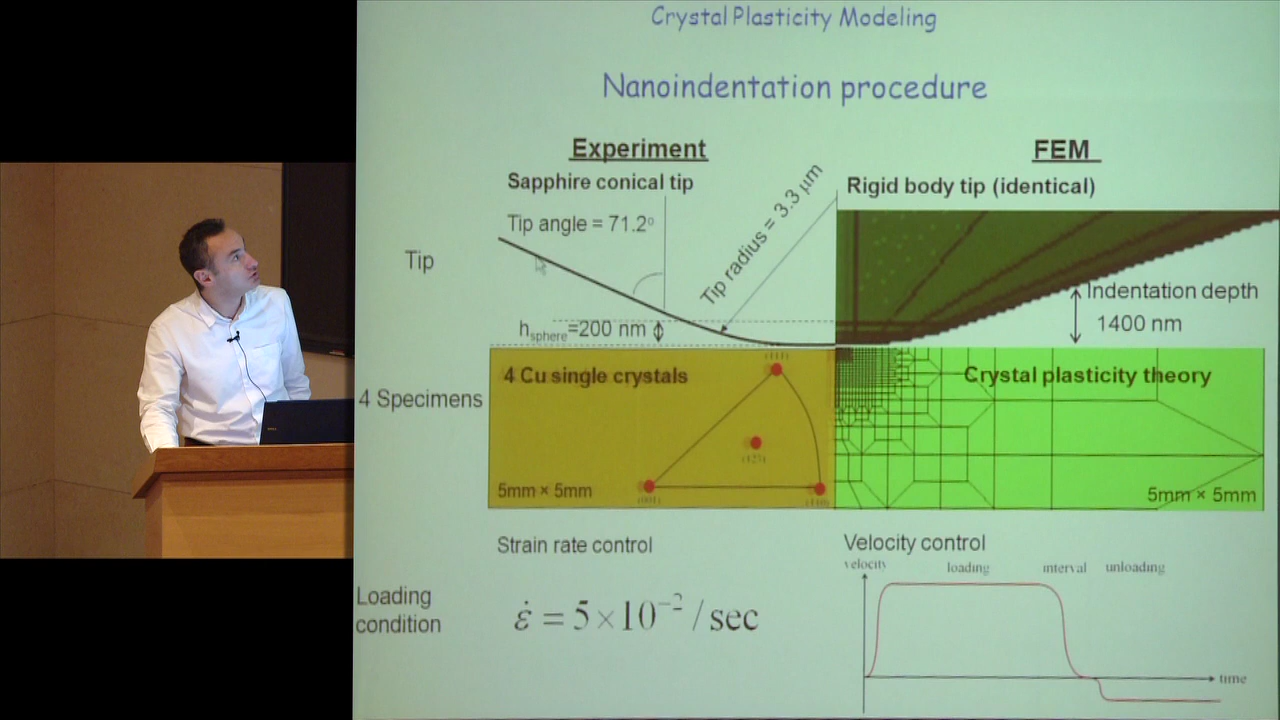 Crystal Plasticity Modeling
Nanoindentation procedure
Experiment
FEM
Sapphire conical tip
Rigid body tip (identical)
Tip angle = 71.2°
Tip radius = 3.3 μm
Tip
Indentation depth
1400 nm
hsphere=200 nm
4 Specimens
4 Cu single crystals
(111)
(123)
(001)
(110)
5mm × 5mm
Crystal plasticity theory
5mm × 5mm
Strain rate control
Velocity control
velocity
loading
interval
unloading
Loading
condition
ε̇ = 5×10⁻² / sec
time
DELL